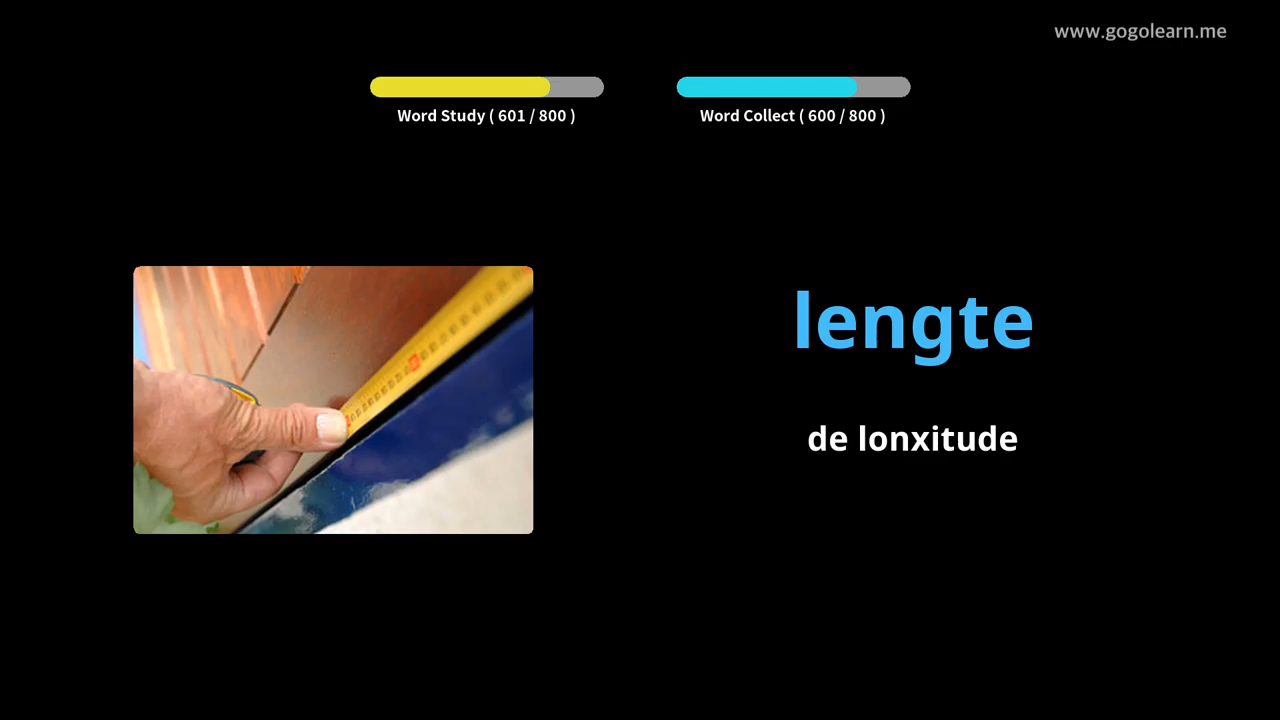 www.gogolearn.me
Word Study ( 601 / 800 )
Word Collect ( 600 / 800 )
lengte
de lonxitude